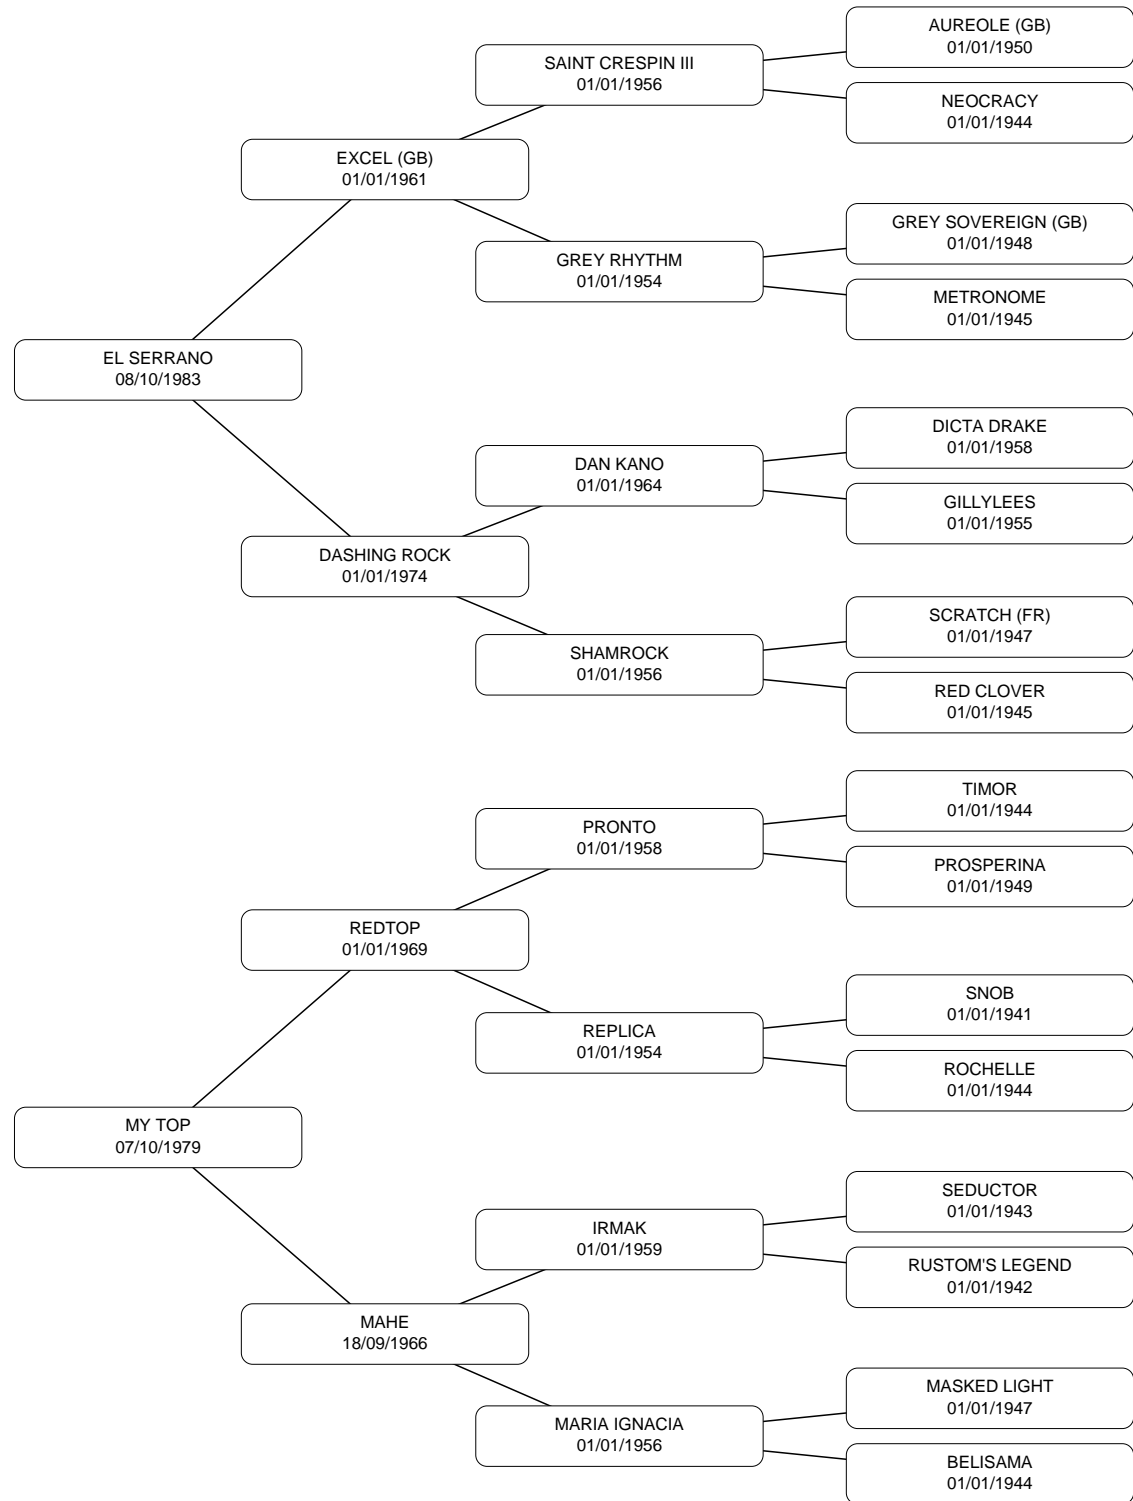 AUREOLE (GB)
01/01/1950
SAINT CRESPIN III
01/01/1956
NEOCRACY
01/01/1944
EXCEL (GB)
01/01/1961
GREY SOVEREIGN (GB)
01/01/1948
GREY RHYTHM
01/01/1954
METRONOME
01/01/1945
EL SERRANO
08/10/1983
DICTA DRAKE
01/01/1958
DAN KANO
01/01/1964
GILLYLEES
01/01/1955
DASHING ROCK
01/01/1974
SCRATCH (FR)
01/01/1947
SHAMROCK
01/01/1956
RED CLOVER
01/01/1945
TIMOR
01/01/1944
PRONTO
01/01/1958
PROSPERINA
01/01/1949
REDTOP
01/01/1969
SNOB
01/01/1941
REPLICA
01/01/1954
ROCHELLE
01/01/1944
MY TOP
07/10/1979
SEDUCTOR
01/01/1943
IRMAK
01/01/1959
RUSTOM'S LEGEND
01/01/1942
MAHE
18/09/1966
MASKED LIGHT
01/01/1947
MARIA IGNACIA
01/01/1956
BELISAMA
01/01/1944